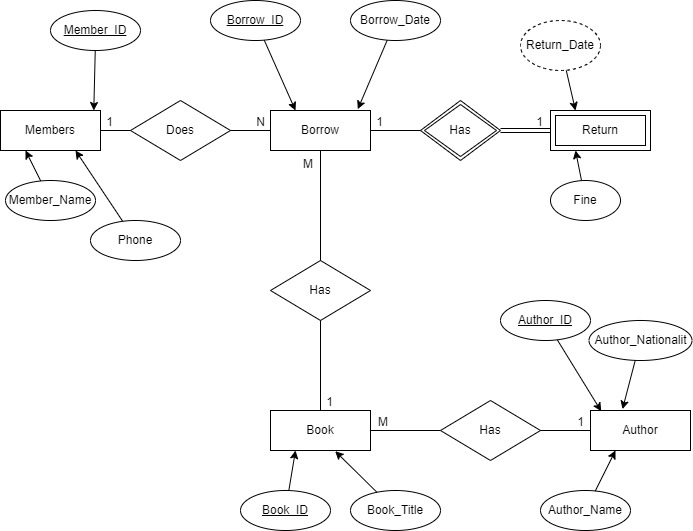 Member_ID
Borrow_ID
Borrow_Date
Return_Date
Members
1
Does
N
Borrow
1
Has
1
Return
M
Member_Name
Phone
Fine
Has
Author_ID
Author_Nationalit
1
Book
M
Has
1
Author
Book_ID
Book_Title
Author_Name